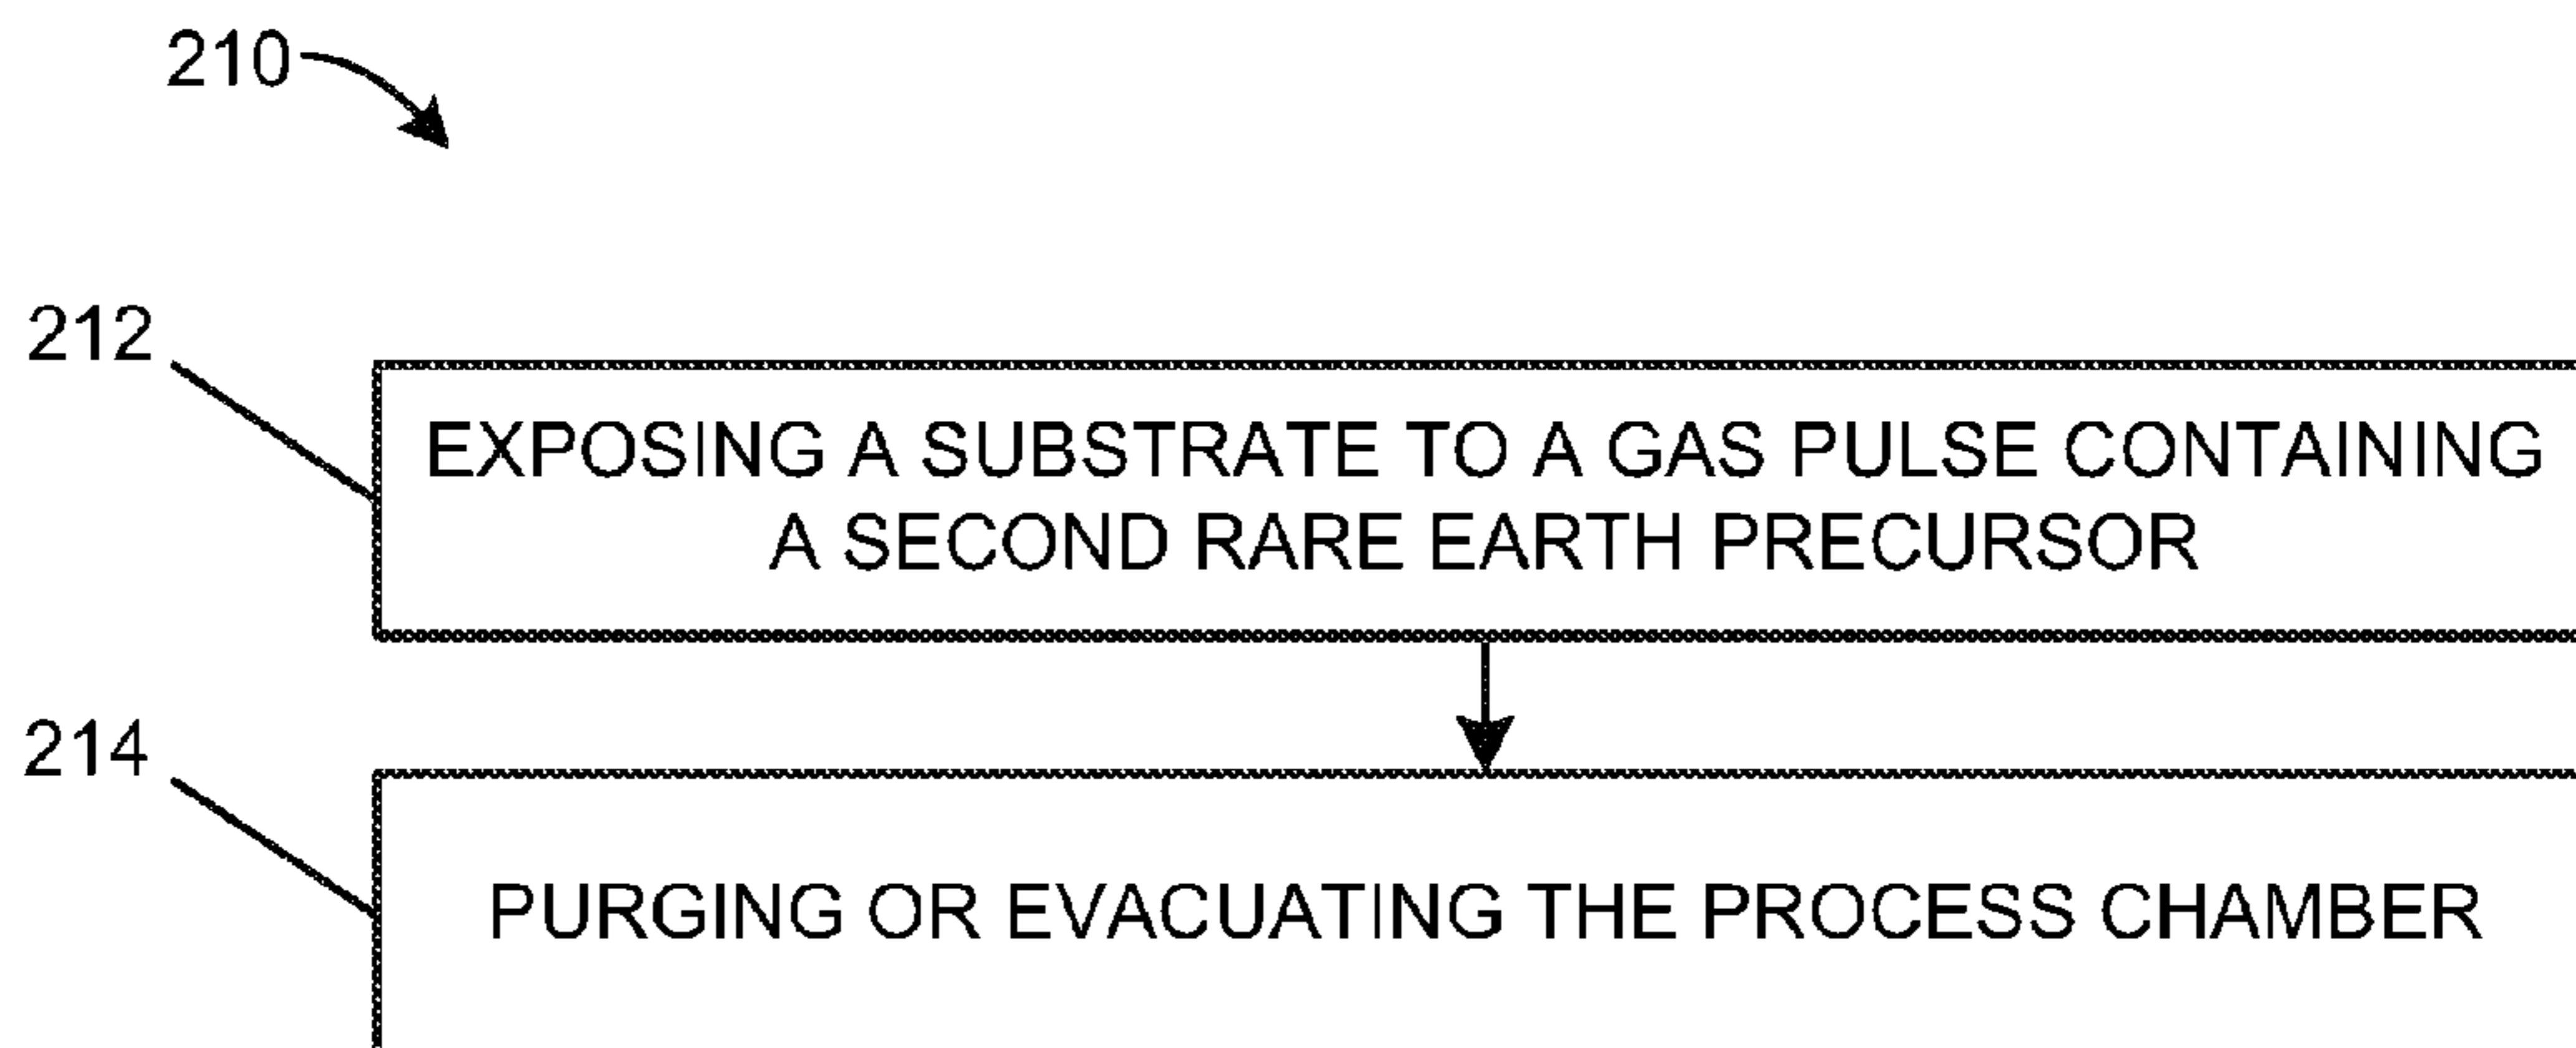 210
212
EXPOSING A SUBSTRATE TO A GAS PULSE CONTAINING
A SECOND RARE EARTH PRECURSOR
214
PURGING OR EVACUATING THE PROCESS CHAMBER